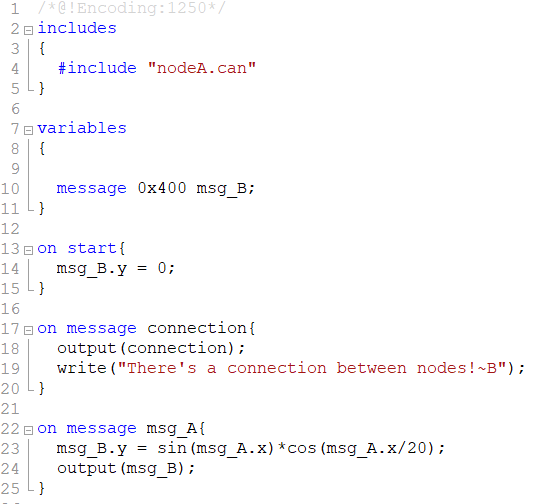 1 /*@!Encoding:1250*/
2 includes
3 {
4 #include "nodeA.can"
5 }
6
7 variables
8 {
9
10 message 0x400 msg_B;
11 }
12
13 on start{
14 msg_B.y = 0;
15 }
16
17 on message connection{
18 output(connection);
19 write("There's a connection between nodes!~B");
20 }
21
22 on message msg_A{
23 msg_B.y = sin(msg_A.x)*cos(msg_A.x/20);
24 output(msg_B);
25 }